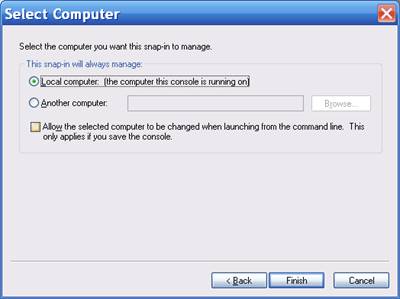 Select Computer
Select the computer you want this snap-in to manage.
This snap-in will always manage:
Local computer: (the computer this console is running on)
Another computer:
Browse...
Allow the selected computer to be changed when launching from the command line. This
only applies if you save the console.
< Back
Finish
Cancel